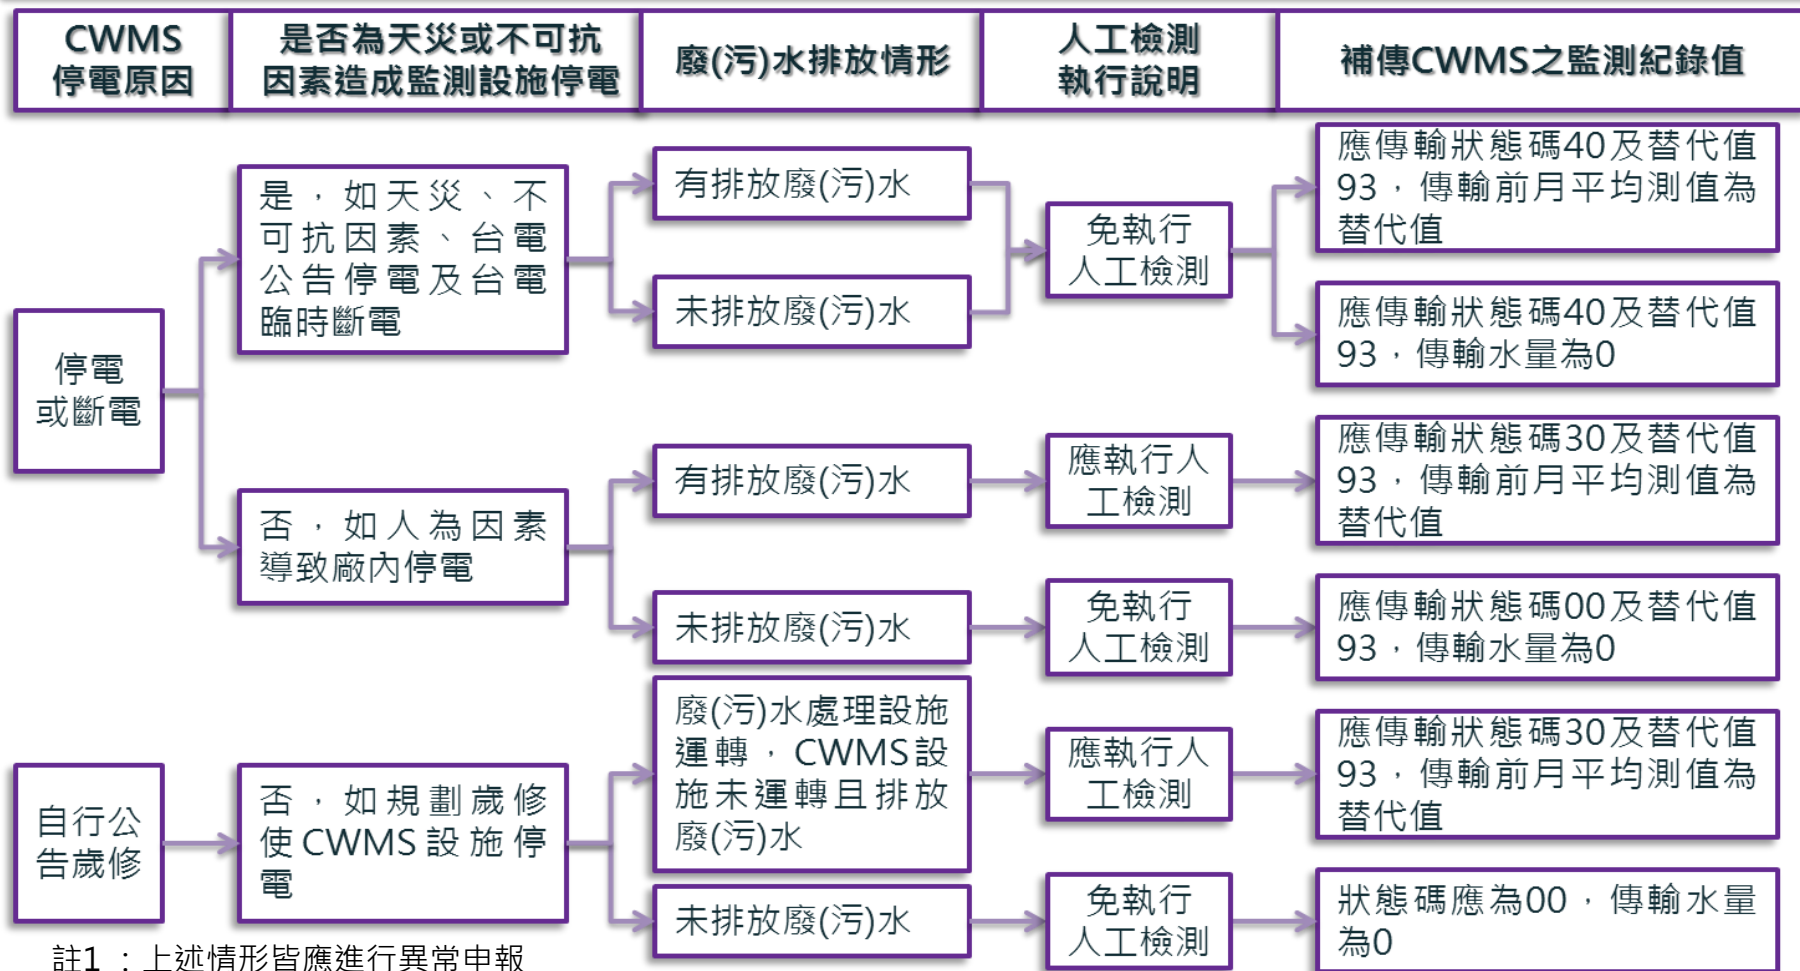 CWMS
停電原因
是否為天災或不可抗
因素造成監測設施停電
廢(污)水排放情形
人工檢測
執行說明
補傳CWMS之監測紀錄值
停電
或斷電
是，如天災、不
可抗因素、台電
公告停電及台電
臨時斷電
有排放廢(污)水
未排放廢(污)水
免執行
人工檢測
應傳輸狀態碼40及替代值
93，傳輸前月平均測值為
替代值
應傳輸狀態碼40及替代值
93，傳輸水量為0
否，如人為因素
導致廠內停電
有排放廢(污)水
應執行人
工檢測
應傳輸狀態碼30及替代值
93，傳輸前月平均測值為
替代值
未排放廢(污)水
免執行
人工檢測
應傳輸狀態碼00及替代值
93，傳輸水量為0
自行公
告歲修
否，如規劃歲修
使CWMS設施停
電
廢(污)水處理設施
運轉，CWMS設
施未運轉且排放
廢(污)水
應執行人
工檢測
應傳輸狀態碼30及替代值
93，傳輸前月平均測值為
替代值
未排放廢(污)水
免執行
人工檢測
狀態碼應為00，傳輸水量
為0
註1：上述情形皆應進行異常申報